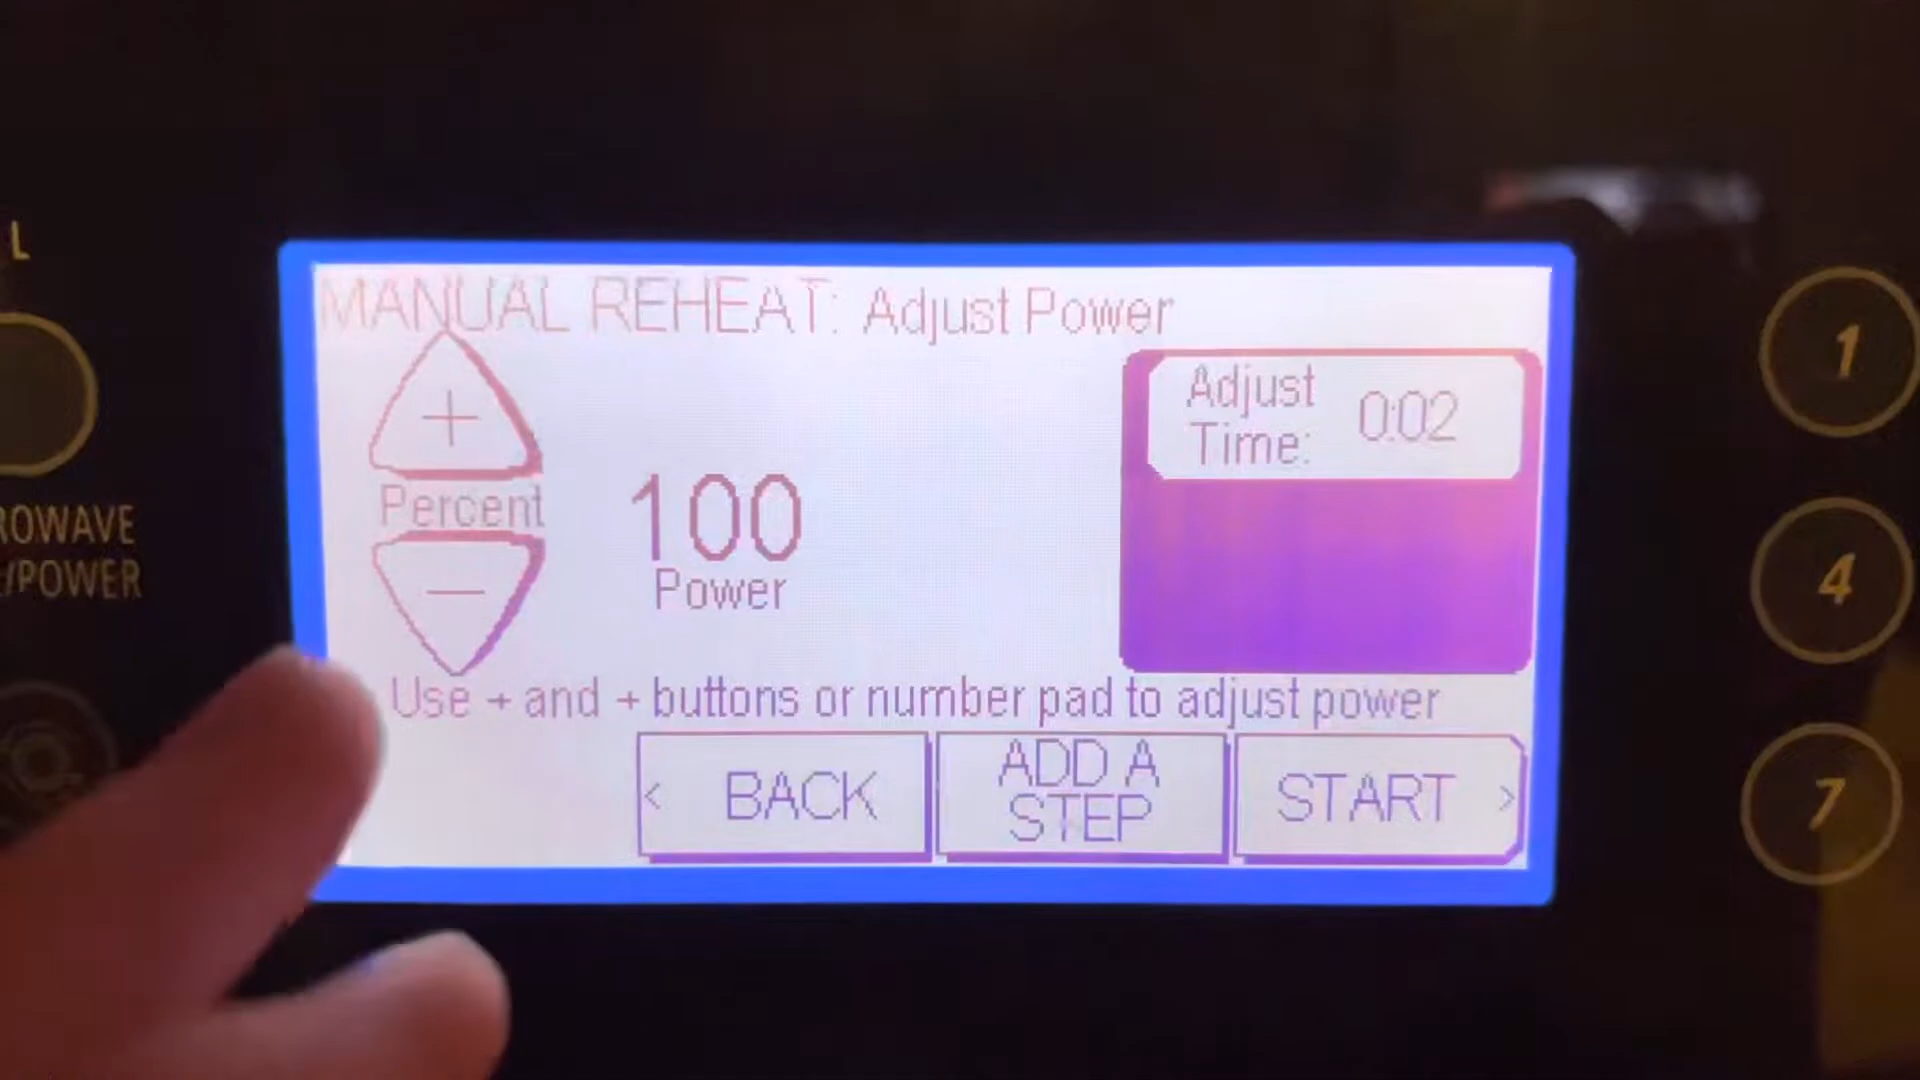 L
MANUAL REHEAT: Adjust Power
+
Percent
−
100
Power
Adjust
Time:
0:02
Use + and + buttons or number pad to adjust power
< BACK
ADD A
STEP
START >
ROWAVE
/POWER
1
4
7